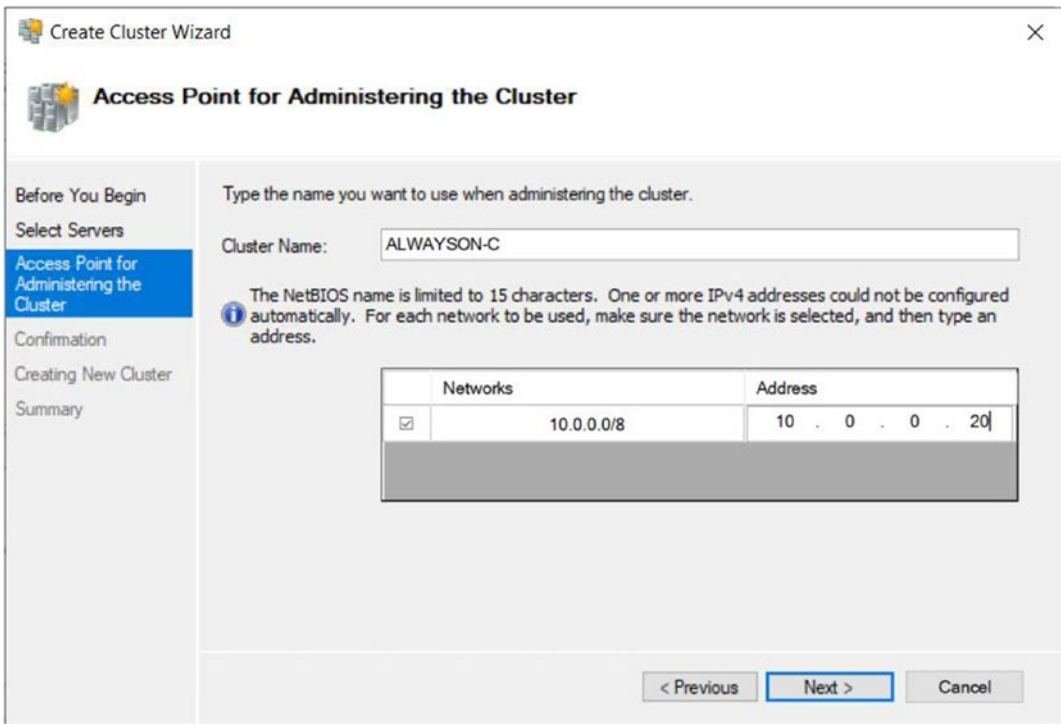 Create Cluster Wizard
Access Point for Administering the Cluster
Before You Begin
Select Servers
Access Point for
Administering the
Cluster
Confirmation
Creating New Cluster
Summary
Type the name you want to use when administering the cluster.
Cluster Name: ALWAYSON-C
The NetBIOS name is limited to 15 characters. One or more IPv4 addresses could not be configured
automatically. For each network to be used, make sure the network is selected, and then type an
address.
Networks Address
10.0.0.0/8 10 . 0 . 0 . 20
< Previous Next > Cancel